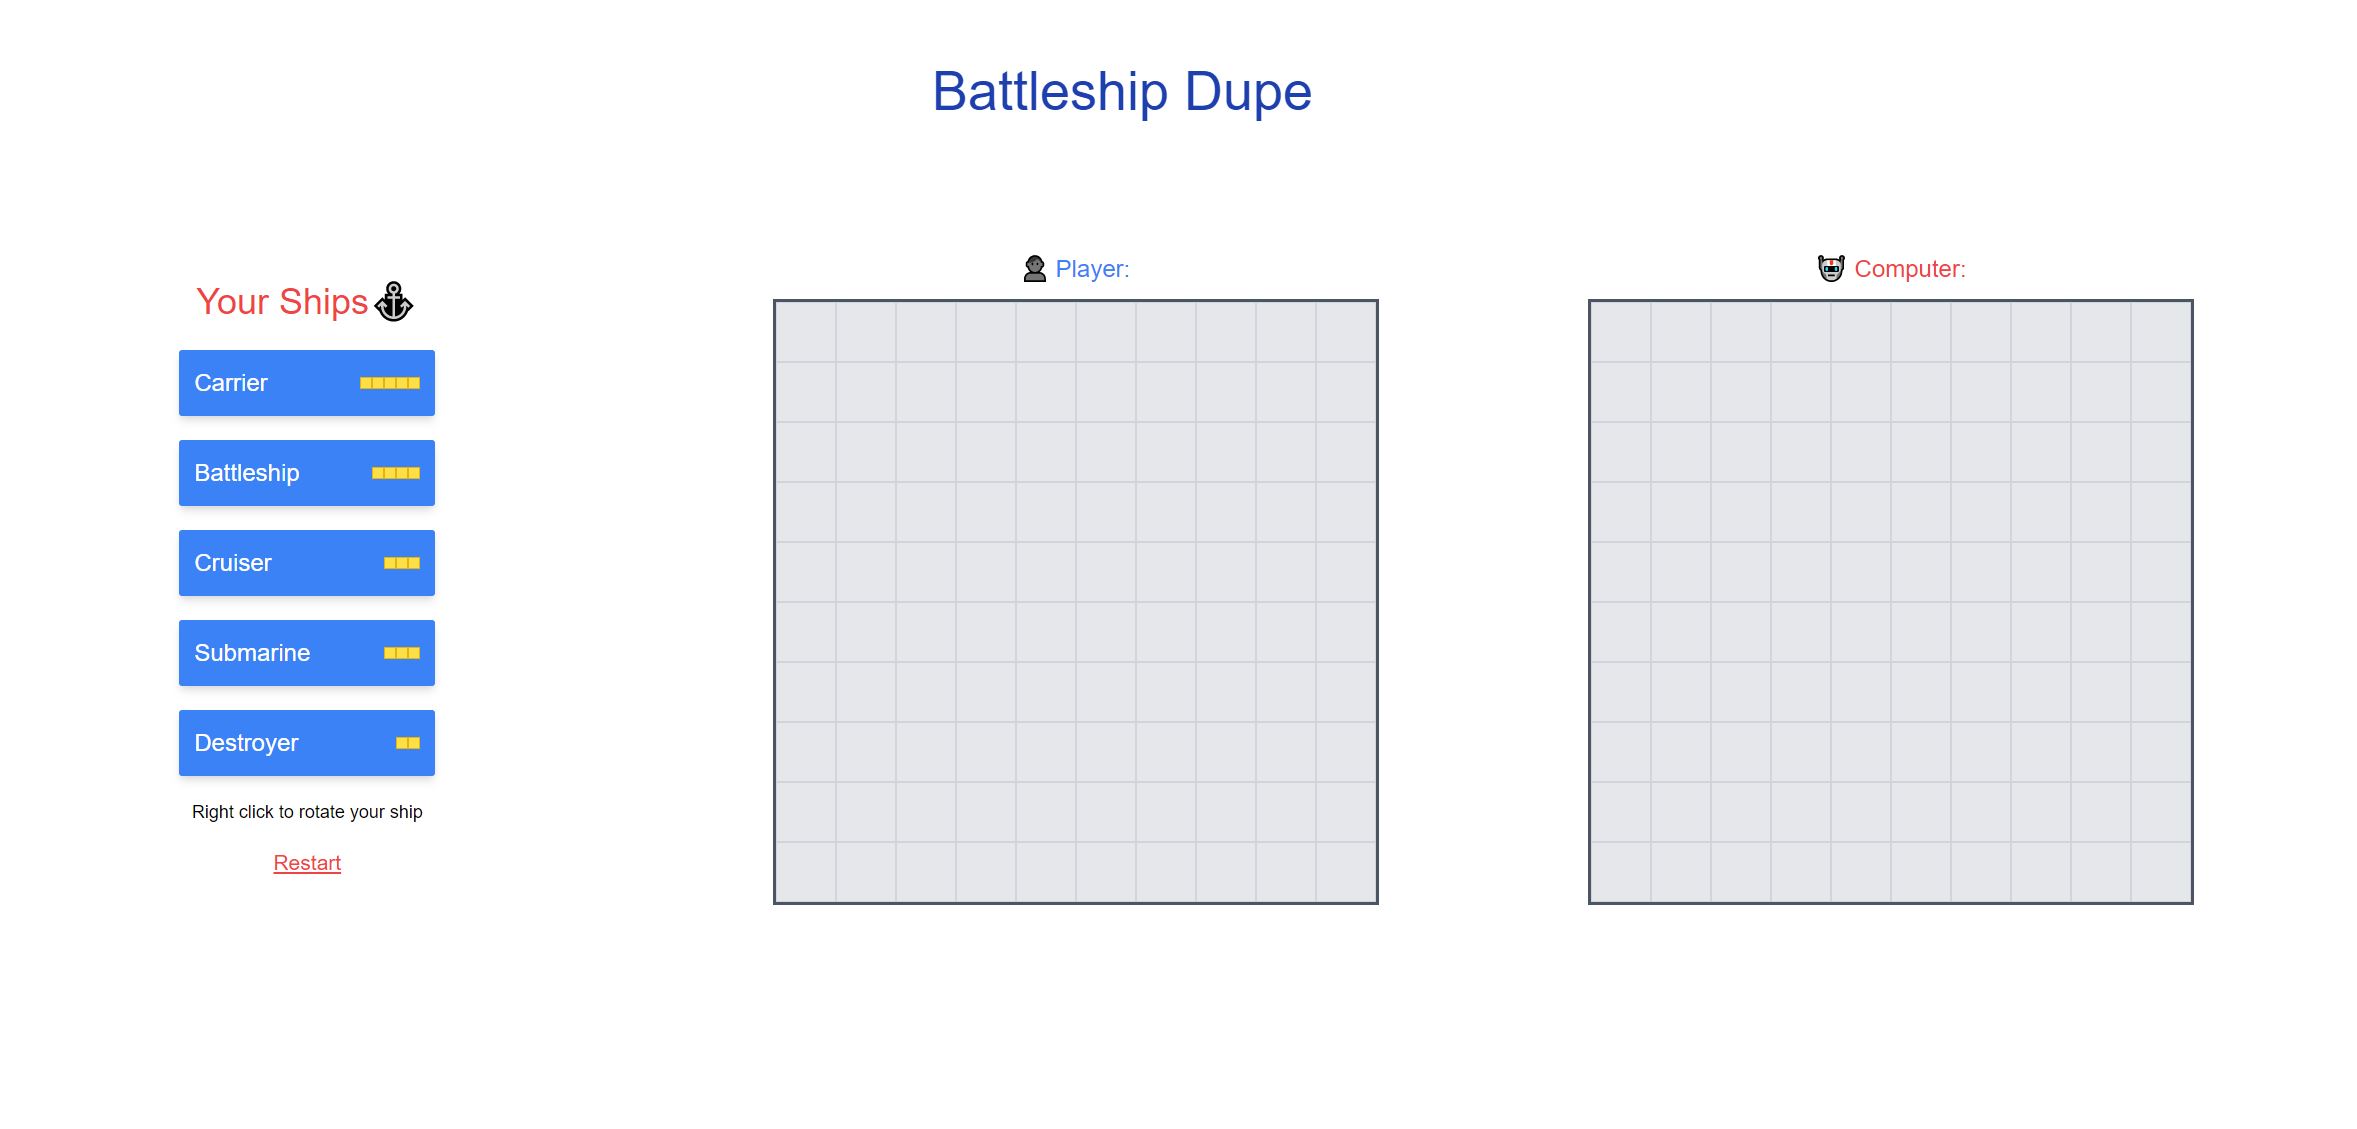 Battleship Dupe
Your Ships
Carrier
Battleship
Cruiser
Submarine
Destroyer
Right click to rotate your ship
Restart
Player:
Computer: